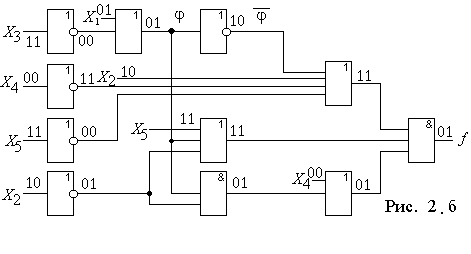 X₁ 01
1 1 01 φ 1 10 φ̅
X₃ 11 00
1 00 11 X₂ 10 1 11
X₄
1 11 00 X₅ 11 1 11 & 01 f
X₅
1 10 01 & 01 X₄ 00 1 01
X₂
Рис. 2.6